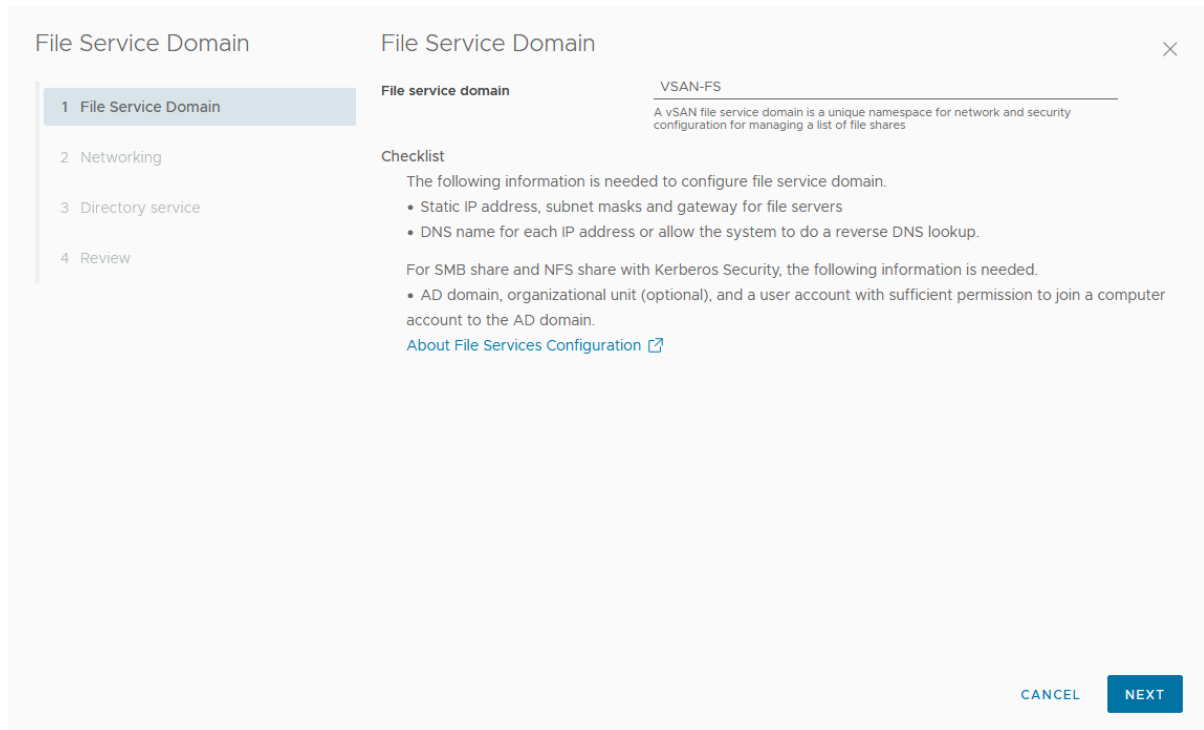 File Service Domain
1 File Service Domain
2 Networking
3 Directory service
4 Review
File Service Domain
File service domain
VSAN-FS
A vSAN file service domain is a unique namespace for network and security
configuration for managing a list of file shares
Checklist
The following information is needed to configure file service domain.
• Static IP address, subnet masks and gateway for file servers
• DNS name for each IP address or allow the system to do a reverse DNS lookup.
For SMB share and NFS share with Kerberos Security, the following information is needed.
• AD domain, organizational unit (optional), and a user account with sufficient permission to join a computer
account to the AD domain.
About File Services Configuration
CANCEL
NEXT